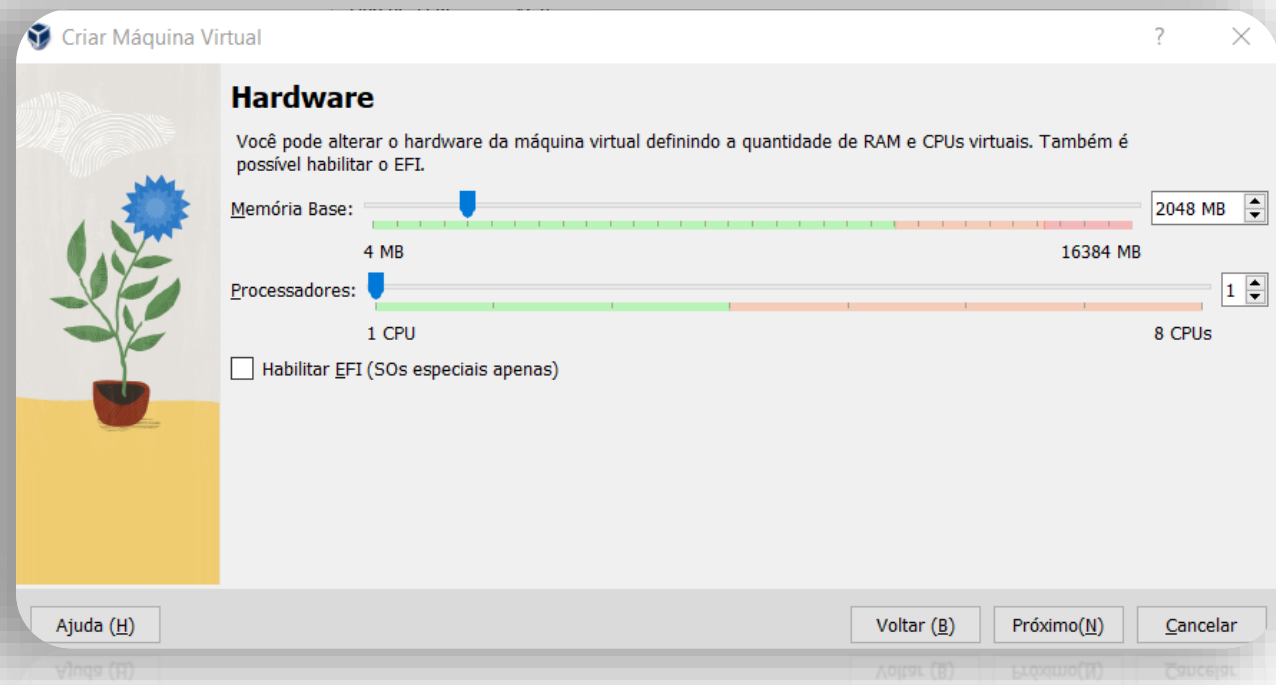 Criar Máquina Virtual
?
Hardware
Você pode alterar o hardware da máquina virtual definindo a quantidade de RAM e CPUs virtuais. Também é
possível habilitar o EFI.
Memória Base:
2048 MB
4 MB
16384 MB
Processadores:
1
1 CPU
8 CPUs
Habilitar EFI (SOs especiais apenas)
Ajuda (H)
Voltar (B)
Próximo(N)
Cancelar